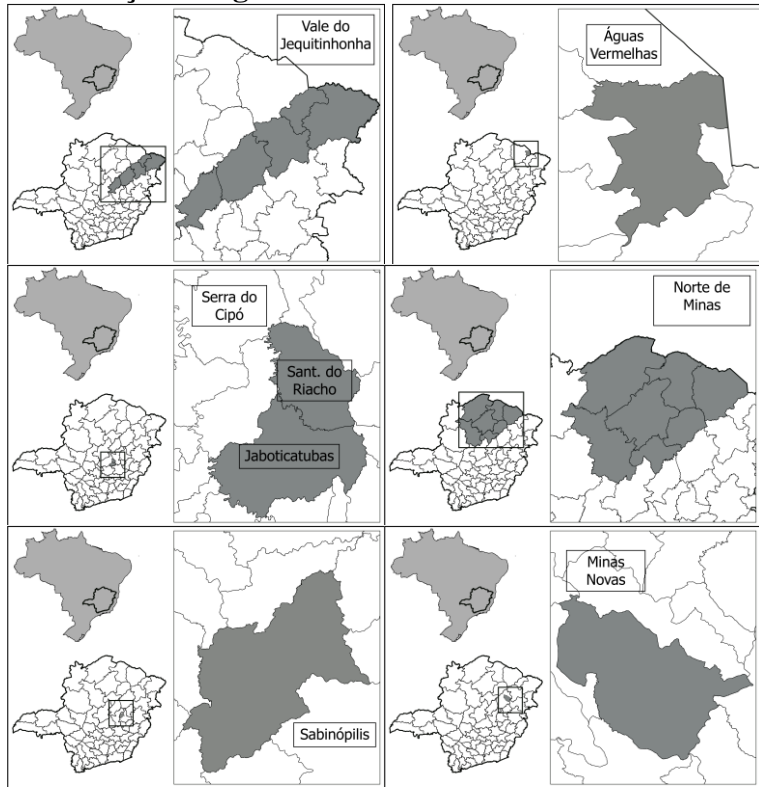 Vale do
Jequitinhonha
Águas
Vermelhas
Serra do
Cipó
Sant. do
Riacho
Jaboticatubas
Norte de
Minas
Sabinópilis
Minas
Novas